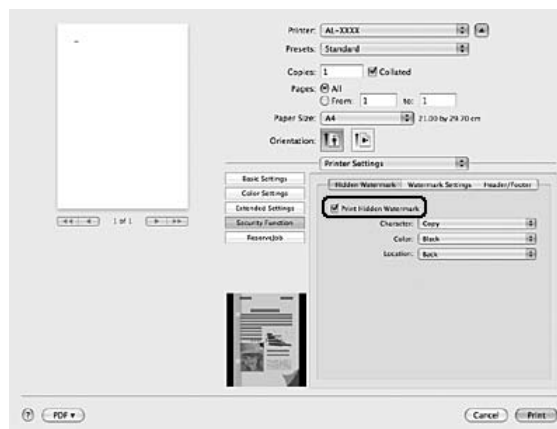 Printer: AL-XXXX
Presets: Standard
Copies: 1 Collated
Pages: All
From: 1 to: 1
Paper Size: A4 21.00 by 29.70 cm
Orientation:
Printer Settings
Basic Settings
Color Settings
Extended Settings
Security Function
ReserveJob
Hidden Watermark Watermark Settings Header/Footer
Print Hidden Watermark
Character: Copy
Color: Black
Location: Back
1 of 1
? PDF Cancel Print